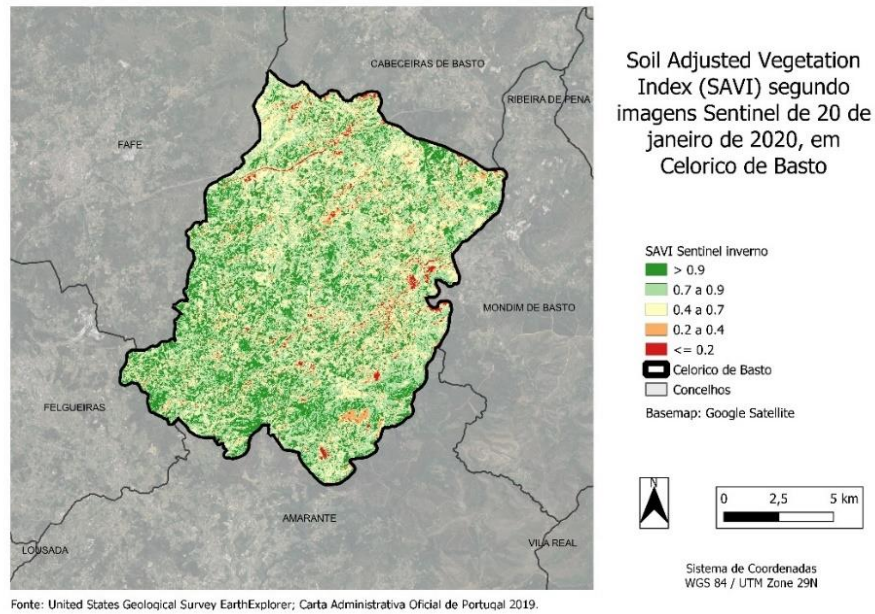 Soil Adjusted Vegetation
Index (SAVI) segundo
imagens Sentinel de 20 de
janeiro de 2020, em
Celorico de Basto
CABECEIRAS DE BASTO
RIBEIRA DE PENA
FAFE
MONDIM DE BASTO
FELGUEIRAS
AMARANTE
LOUSADA
VILA REAL
SAVI Sentinel inverno
> 0.9
0.7 a 0.9
0.4 a 0.7
0.2 a 0.4
<= 0.2
Celorico de Basto
Concelhos
Basemap: Google Satellite
N
0 2,5 5 km
Sistema de Coordenadas
WGS 84 / UTM Zone 29N
Fonte: United States Geological Survey EarthExplorer; Carta Administrativa Oficial de Portugal 2019.